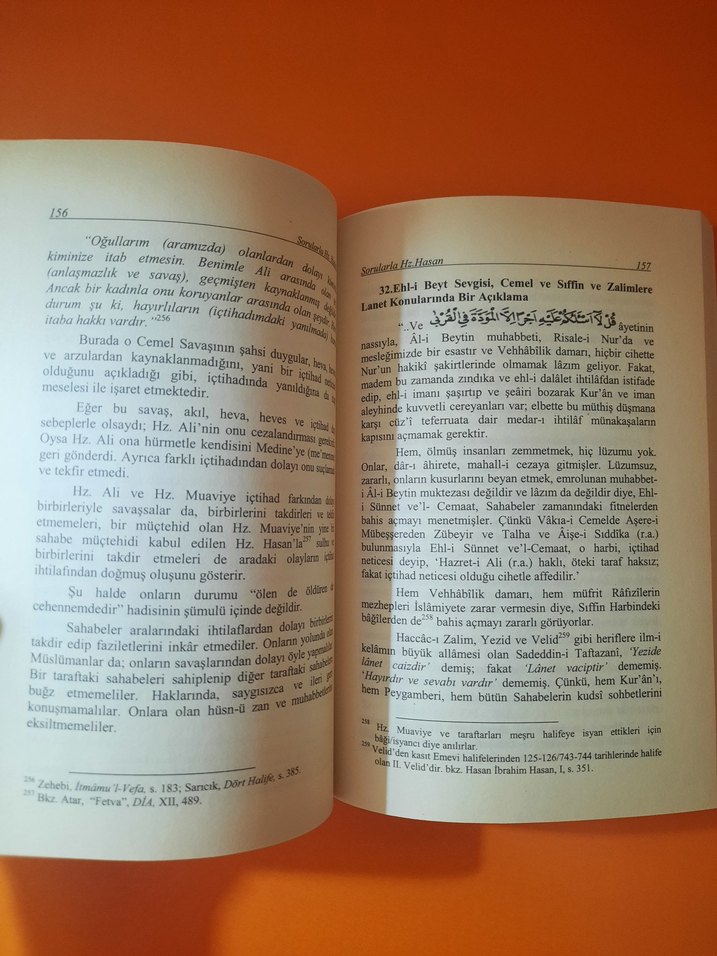 156
Sorularla Hz.
"Oğullarım (aramızda) olanlardan dolayı
kiminize itab etmesin. Benimle Ali arasında olan
(anlaşmazlık ve savaş), geçmişten kaynaklanmış
Ancak bir kadınla onu koruyanlar arasında olan şeydir.
durum şu ki, hayırlıların (içtihadımdaki yanılmada)
itaba hakkı vardır."256
Burada o Cemel Savaşının şahsi duygular, heva,
ve arzulardan kaynaklanmadığını, yani bir içtihad
olduğunu açıkladığı gibi, içtihadında yanıldığına da
meselesi ile işaret etmektedir.
Eğer bu savaş, akıl, heva, heves ve içtihad
sebeplerle olsaydı; Hz. Ali'nin onu cezalandırması
Oysa Hz. Ali ona hürmetle kendisini Medine'ye
geri gönderdi. Ayrıca farklı içtihadından dolayı onu
ve tekfir etmedi.
Hz. Ali ve Hz. Muaviye içtihad farkından
birbirleriyle savaşsalar da, birbirlerini takdirleri ve
etmemeleri, bir müçtehid olan Hz. Muaviye'nin yine
sahabe müçtehidi kabul edilen Hz. Hasan'la257 sulhu
birbirlerini takdir etmeleri de aradaki olayların
ihtilafından doğmuş oluşunu gösterir.
Şu halde onların durumu "ölen de öldüren de
cehennemdedir" hadisinin şümulü içinde değildir.
Sahabeler aralarındaki ihtilaflardan dolayı birbirlerini
takdir edip faziletlerini inkâr etmediler. Onların yolunda
Müslümanlar da; onların savaşlarından dolayı öyle yapmalılar.
Bir taraftaki sahabeleri sahiplenip diğer taraftaki sahabelere
buğz etmemeliler. Haklarında, saygısızca ve ileri geri
konuşmamalılar. Onlara olan hüsn-ü zan ve muhabbetlerini
eksiltmemeliler.
256 Zehebi, İtmâmu'l-Vefa, s. 183; Sarıcık, Dört Halife, s. 385.
257 Bkz. Atar, "Fetva", DİA, XII, 489.
Sorularla Hz.Hasan 157
32.Ehl-i Beyt Sevgisi, Cemel ve Sıffin ve Zalimlere
Lanet Konularında Bir Açıklama
"..Ve قُلْ لَا اَسْئَلُكُمْ عَلَيْهِ اَجْرًا اِلَّا الْمَوَدَّةَ فِى الْقُرْبٰى âyetinin
nassıyla, Âl-i Beytin muhabbeti, Risale-i Nur'da ve
mesleğimizde bir esastır ve Vehhâbîlik damarı, hiçbir cihette
Nur'un hakikî şakirtlerinde olmamak lâzım geliyor. Fakat,
madem bu zamanda zındıka ve ehl-i dalâlet ihtilâfdan istifade
edip, ehl-i imanı şaşırtıp ve şeâiri bozarak Kur'ân ve iman
aleyhinde kuvvetli cereyanları var; elbette bu müthiş düşmana
karşı cüz'î teferruata dair medar-ı ihtilâf münakaşaların
kapısını açmamak gerektir.
Hem, ölmüş insanları zemmetmek, hiç lüzumu yok.
Onlar, dâr-ı âhirete, mahall-i cezaya gitmişler. Lüzumsuz,
zararlı, onların kusurlarını beyan etmek, emrolunan muhabbet-
i Âl-i Beytin muktezası değildir ve lâzım da değildir diye, Ehl-
i Sünnet ve'l- Cemaat, Sahabeler zamanındaki fitnelerden
bahis açmayı menetmişler. Çünkü Vâkıa-i Cemelde Aşere-i
Mübeşşereden Zübeyir ve Talha ve Âişe-i Sıddîka (r.a.)
bulunmasıyla Ehl-i Sünnet ve'l-Cemaat, o harbi, içtihad
neticesi deyip, 'Hazret-i Ali (r.a.) haklı, öteki taraf haksız;
fakat içtihad neticesi olduğu cihetle affedilir.'
Hem Vehhâbîlik damarı, hem müfrit Râfizîlerin
mezhepleri İslâmiyete zarar vermesin diye, Sıffin Harbindeki
bâğîlerden de258 bahis açmayı zararlı görüyorlar.
Haccâc-ı Zalim, Yezid ve Velid259 gibi heriflere ilm-i
kelâmın büyük allâmesi olan Sadeddin-i Taftazanî, 'Yezide
lânet caizdir' demiş; fakat 'Lânet vaciptir' dememiş.
'Hayırdır ve sevabı vardır' dememiş. Çünkü, hem Kur'ân'ı,
hem Peygamberi, hem bütün Sahabelerin kudsî sohbetlerini
258 Hz. Muaviye ve taraftarları meşru halifeye isyan ettikleri için
bâğî/isyancı diye anılırlar.
259 Velid'den kasıt Emevi halifelerinden 125-126/743-744 tarihlerinde halife
olan II. Velid'dir. bkz. Hasan İbrahim Hasan, I, s. 351.